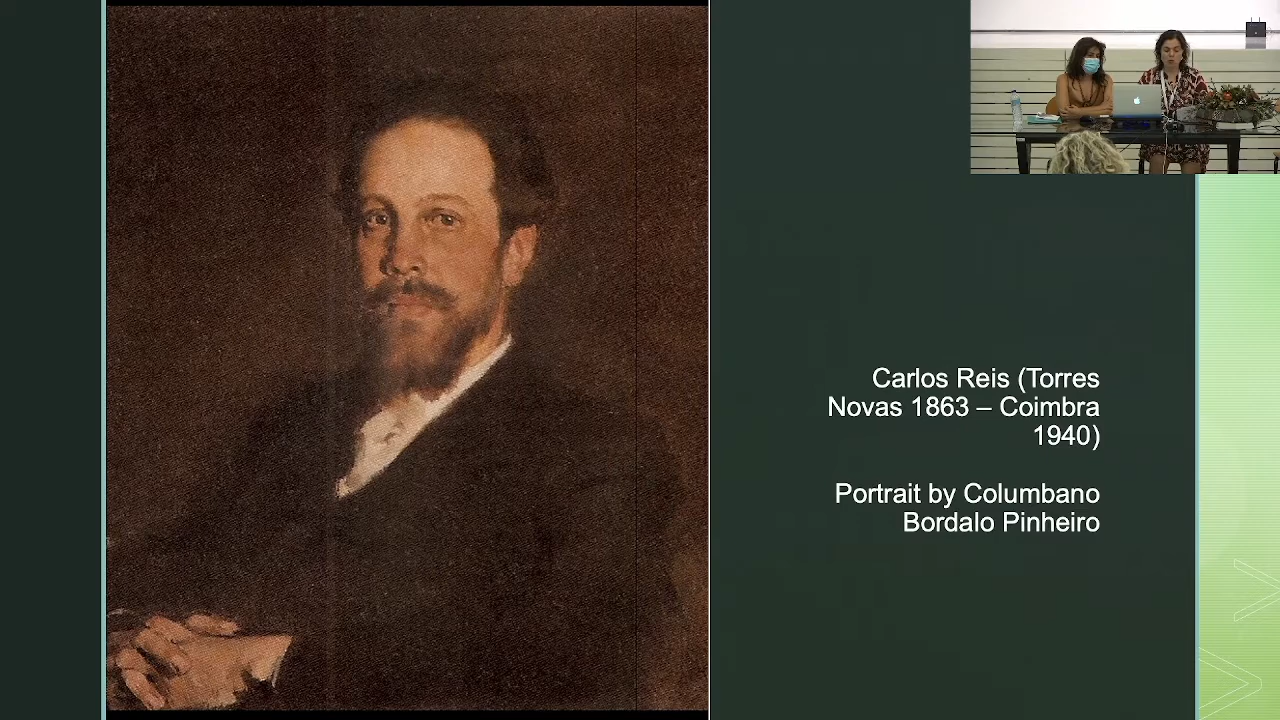 Carlos Reis (Torres
Novas 1863 – Coimbra
1940)
Portrait by Columbano
Bordalo Pinheiro